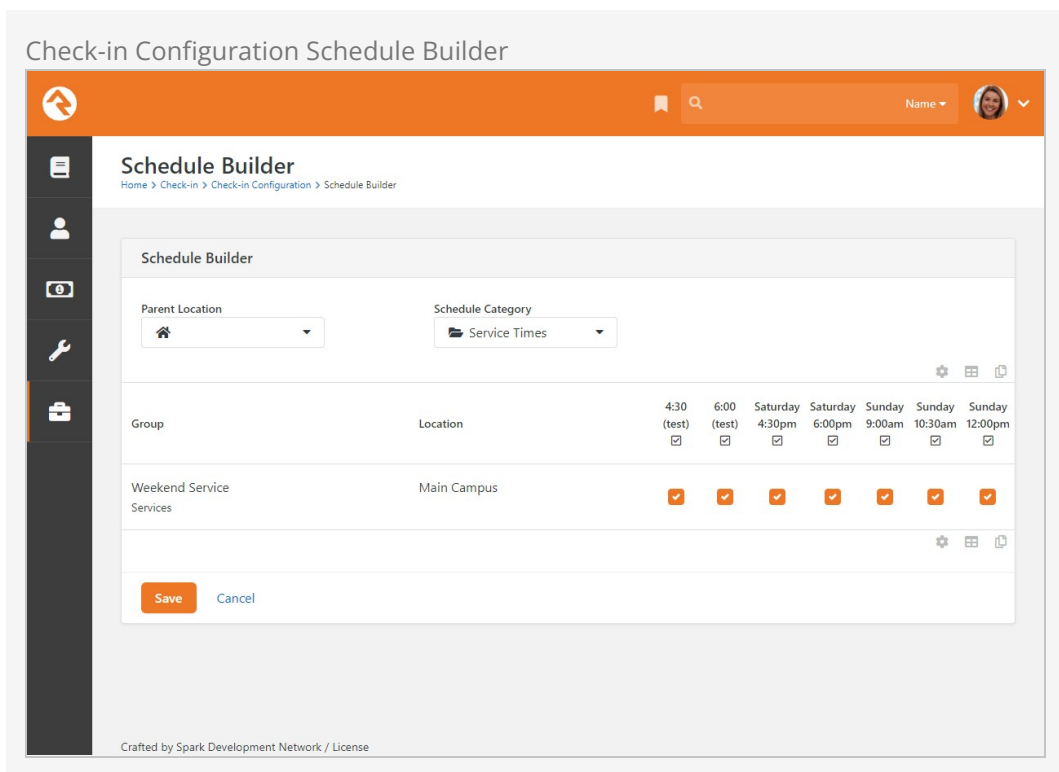 Check-in Configuration Schedule Builder
Name
Schedule Builder
Home > Check-in > Check-in Configuration > Schedule Builder
Schedule Builder
Parent Location
Schedule Category
Service Times
Group
Location
4:30 (test)
6:00 (test)
Saturday 4:30pm
Saturday 6:00pm
Sunday 9:00am
Sunday 10:30am
Sunday 12:00pm
Weekend Service
Services
Main Campus
Save
Cancel
Crafted by Spark Development Network / License